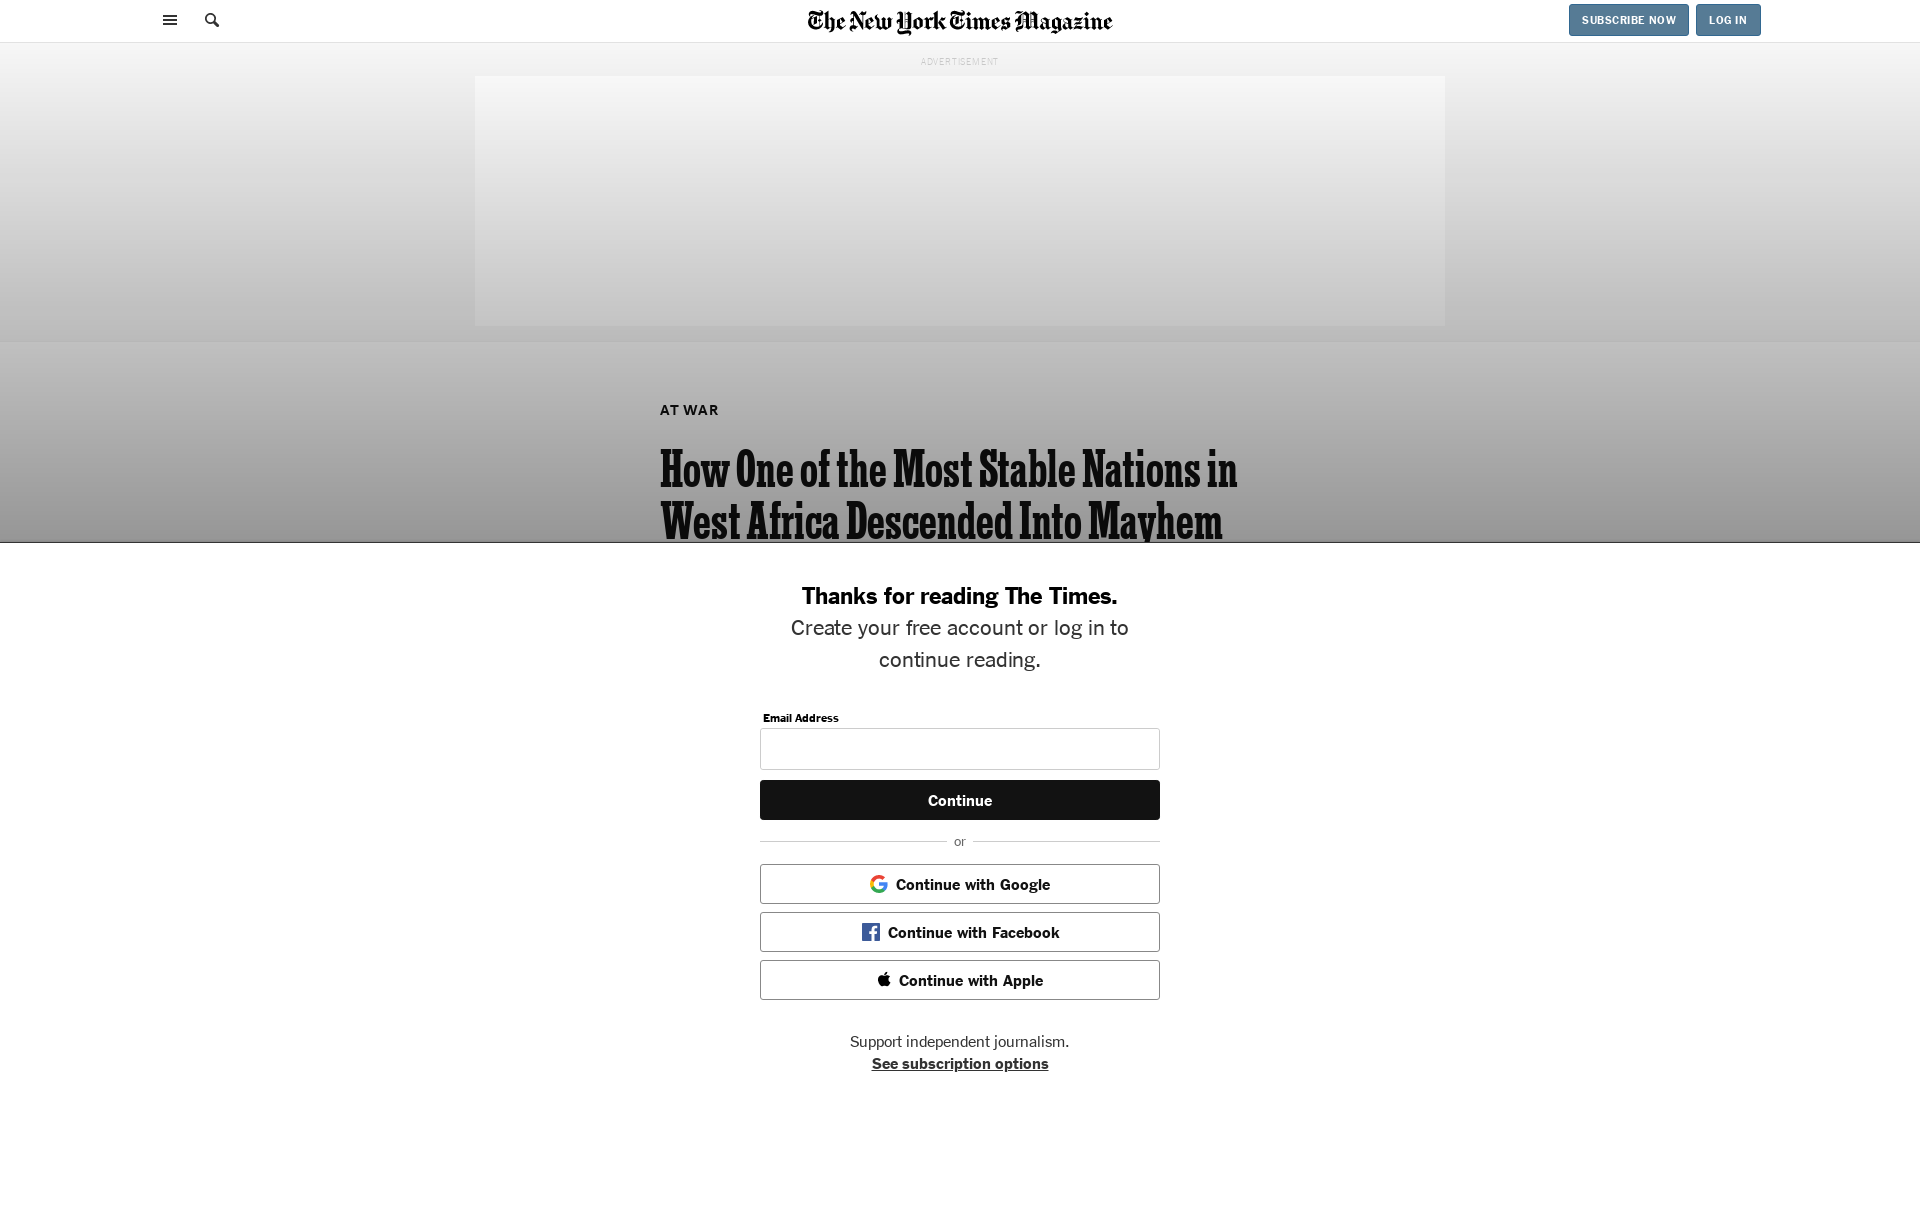 The New York Times Magazine
SUBSCRIBE NOW
LOG IN
ADVERTISEMENT
AT WAR
How One of the Most Stable Nations in
West Africa Descended Into Mayhem
Thanks for reading The Times.
Create your free account or log in to
continue reading.
Email Address
Continue
or
Continue with Google
Continue with Facebook
Continue with Apple
Support independent journalism.
See subscription options